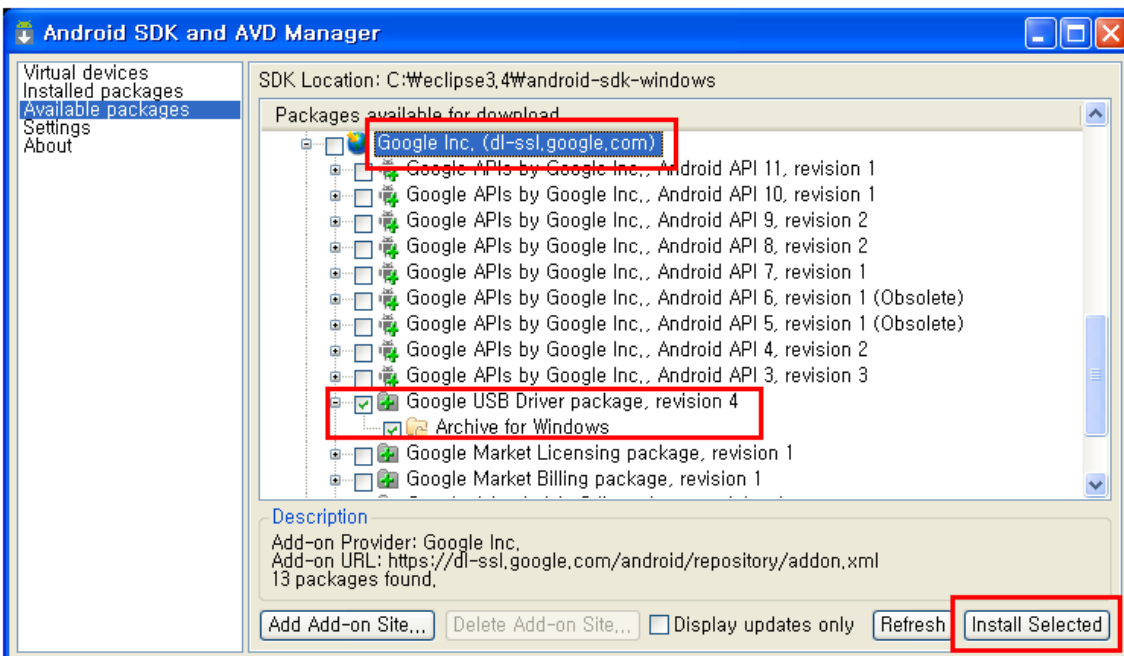 Android SDK and AVD Manager
Virtual devices
Installed packages
Available packages
Settings
About
SDK Location: C:₩eclipse3.4₩android-sdk-windows
Packages available for download
Google Inc. (dl-ssl.google.com)
Google APIs by Google Inc., Android API 11, revision 1
Google APIs by Google Inc., Android API 10, revision 1
Google APIs by Google Inc., Android API 9, revision 2
Google APIs by Google Inc., Android API 8, revision 2
Google APIs by Google Inc., Android API 7, revision 1
Google APIs by Google Inc., Android API 6, revision 1 (Obsolete)
Google APIs by Google Inc., Android API 5, revision 1 (Obsolete)
Google APIs by Google Inc., Android API 4, revision 2
Google APIs by Google Inc., Android API 3, revision 3
Google USB Driver package, revision 4
Archive for Windows
Google Market Licensing package, revision 1
Google Market Billing package, revision 1
Description
Add-on Provider: Google Inc.
Add-on URL: https://dl-ssl.google.com/android/repository/addon.xml
13 packages found.
Add Add-on Site... Delete Add-on Site... Display updates only Refresh Install Selected